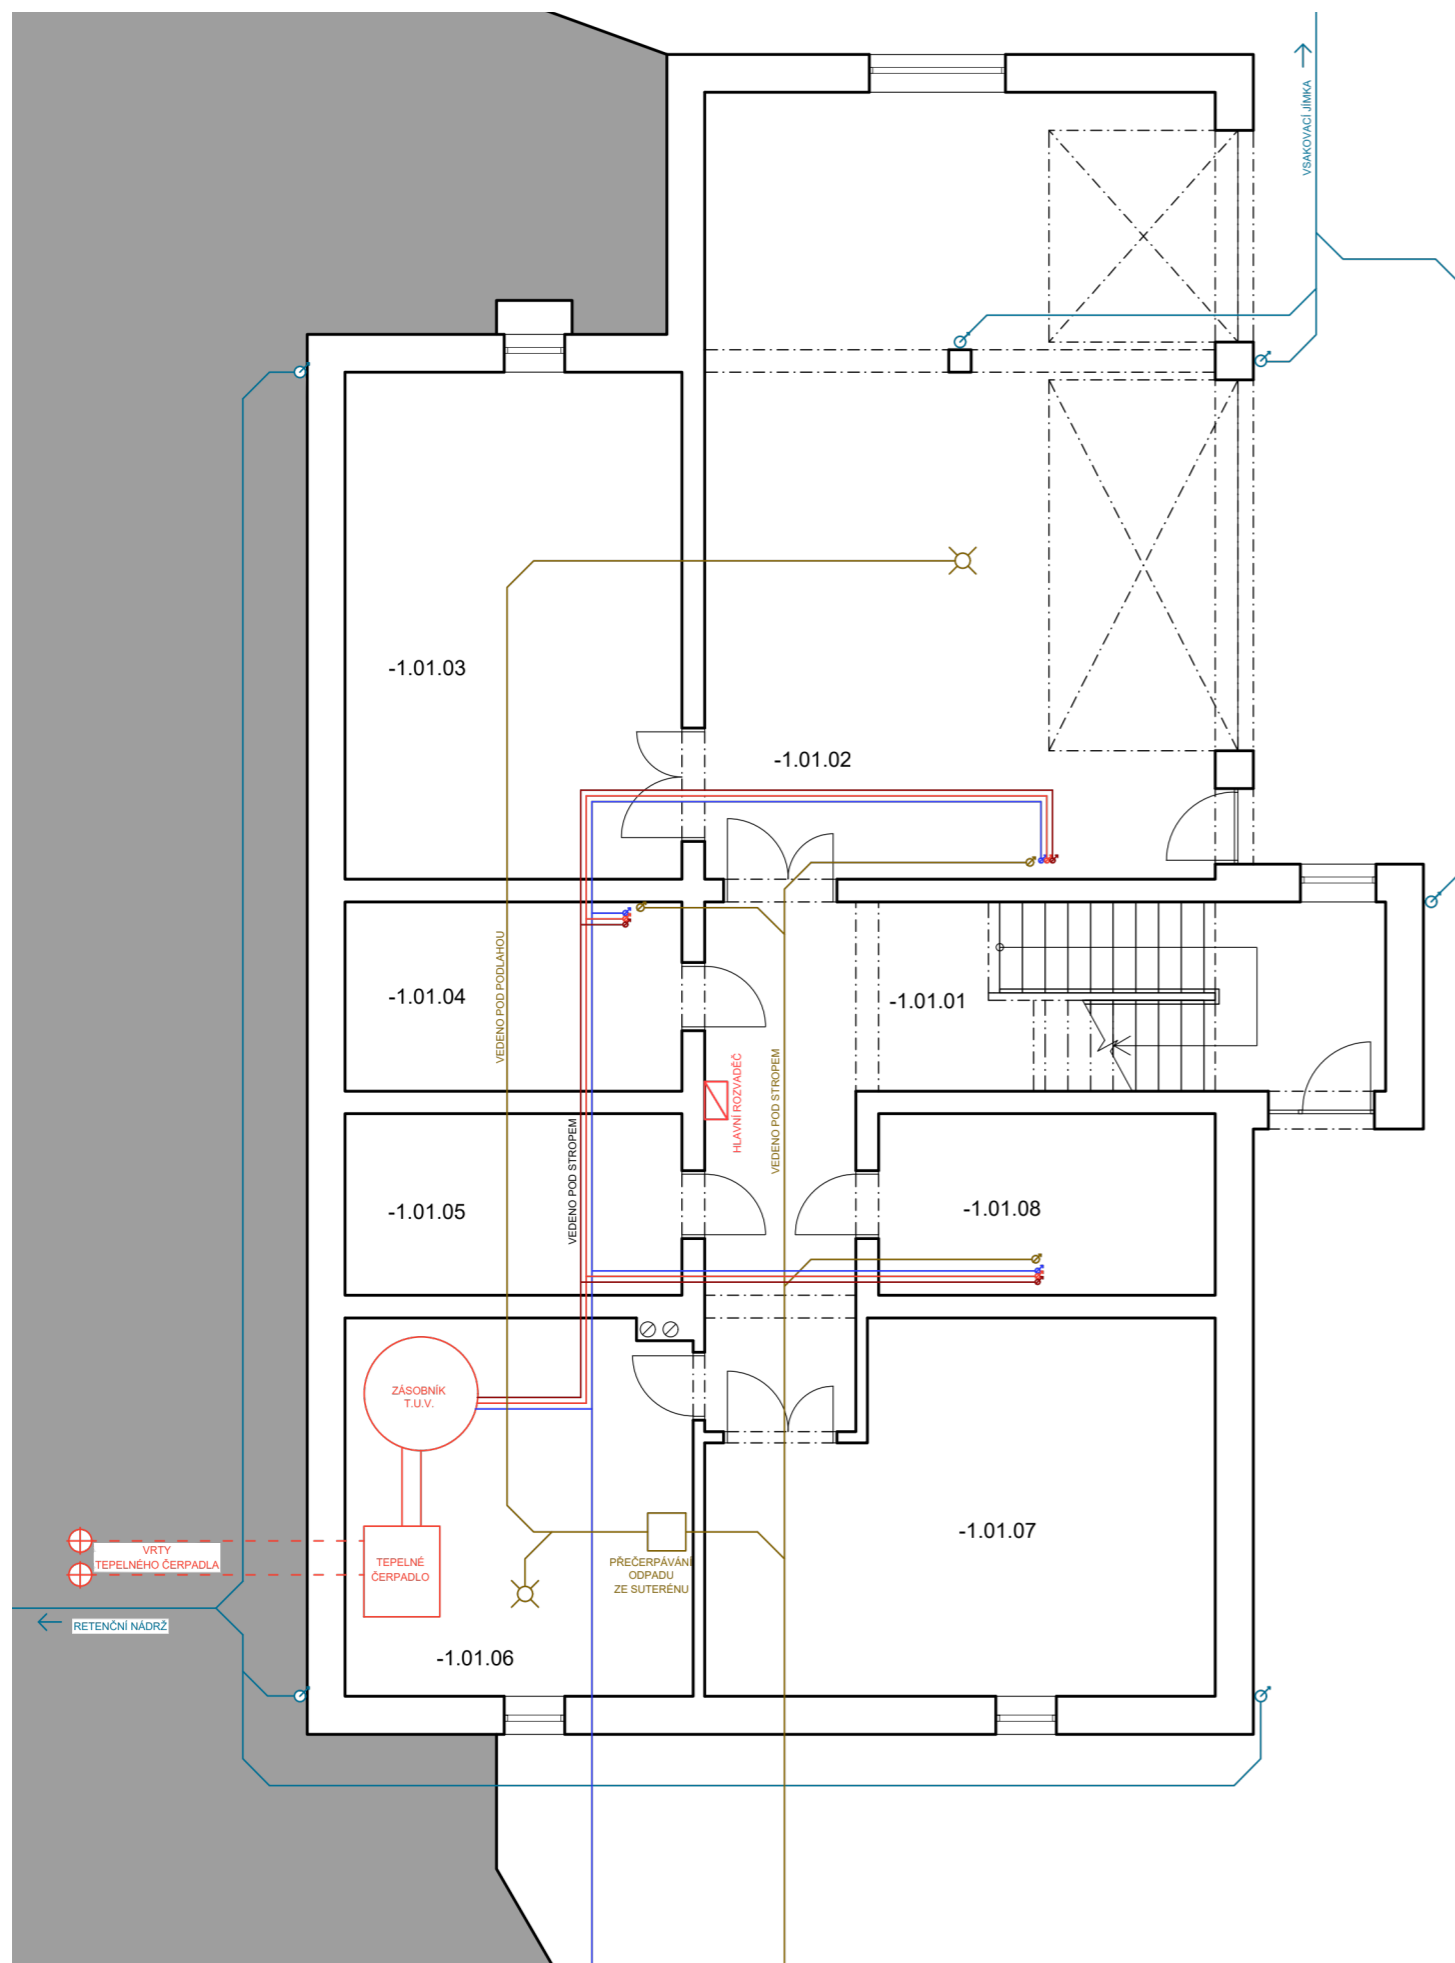 VSAKOVACÍ JÍMKA
-1.01.03
-1.01.02
VEDENO POD PODLAHOU
-1.01.04
-1.01.01
HLAVNÍ ROZVADĚČ
VEDENO POD STROPEM
VEDENO POD STROPEM
-1.01.05
-1.01.08
ZÁSOBNÍK
T.U.V.
VRTY
TEPELNÉHO ČERPADLA
TEPELNÉ
ČERPADLO
PŘEČERPÁVÁNÍ
ODPADU
ZE SUTERÉNU
-1.01.07
RETENČNÍ NÁDRŽ
-1.01.06